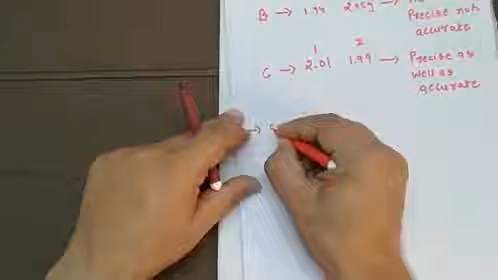 B → 1.94
Precise not
accurate
1 2
C → 2.01 1.99 → Precise as
well as
accurate
→